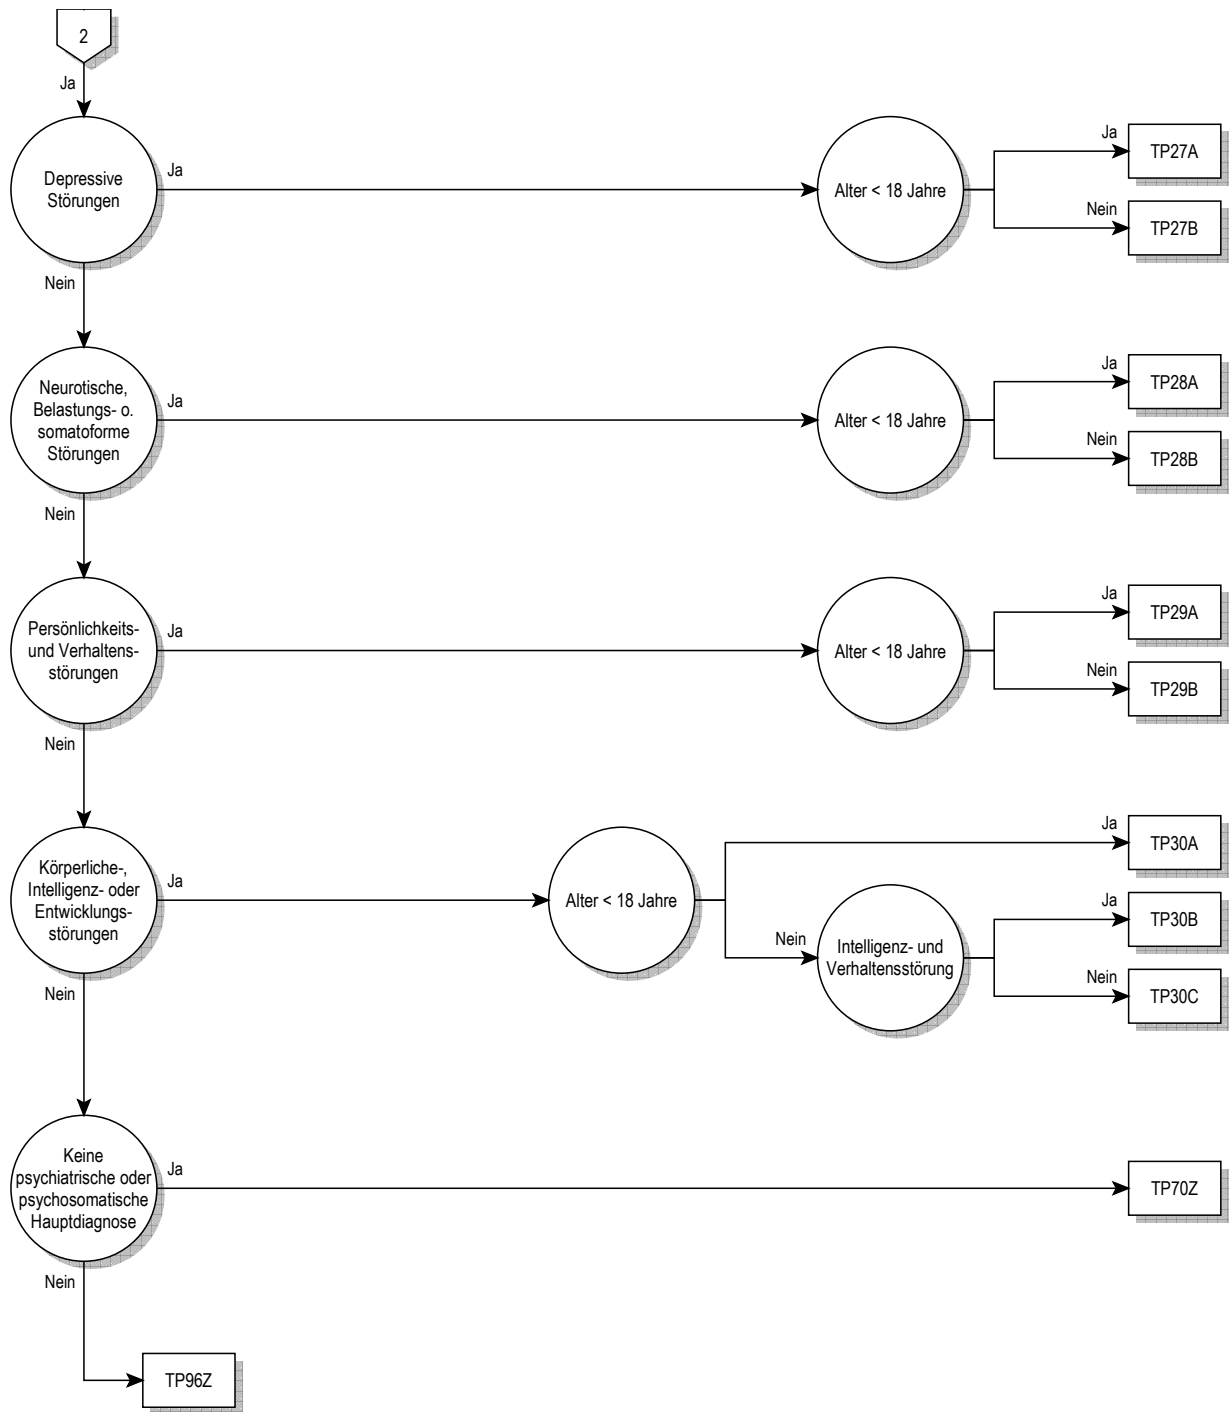 2
Ja
Depressive
Störungen
Ja
Alter < 18 Jahre
Ja
TP27A
Nein
TP27B
Nein
Neurotische,
Belastungs- o.
somatoforme
Störungen
Ja
Alter < 18 Jahre
Ja
TP28A
Nein
TP28B
Nein
Persönlichkeits-
und Verhaltens-
störungen
Ja
Alter < 18 Jahre
Ja
TP29A
Nein
TP29B
Nein
Körperliche-,
Intelligenz- oder
Entwicklungs-
störungen
Ja
Alter < 18 Jahre
Ja
TP30A
Nein
Intelligenz- und
Verhaltensstörung
Ja
TP30B
Nein
TP30C
Nein
Keine
psychiatrische oder
psychosomatische
Hauptdiagnose
Ja
TP70Z
Nein
TP96Z